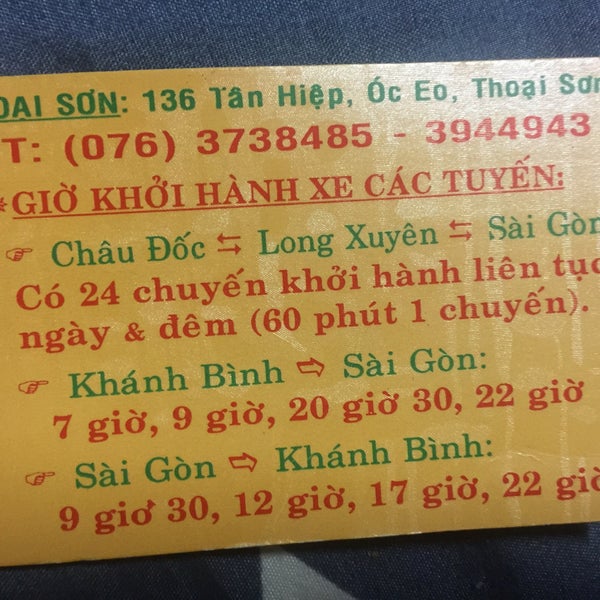 OẠI SƠN: 136 Tân Hiệp, Óc Eo, Thoại Sơn
T: (076) 3738485 - 3944943
*GIỜ KHỞI HÀNH XE CÁC TUYẾN:
☞ Châu Đốc ⇆ Long Xuyên ⇆ Sài Gòn
Có 24 chuyến khởi hành liên tục
ngày & đêm (60 phút 1 chuyến).
☞ Khánh Bình ⇨ Sài Gòn:
7 giờ, 9 giờ, 20 giờ 30, 22 giờ
☞ Sài Gòn ⇨ Khánh Bình:
9 giơ 30, 12 giờ, 17 giờ, 22 giờ